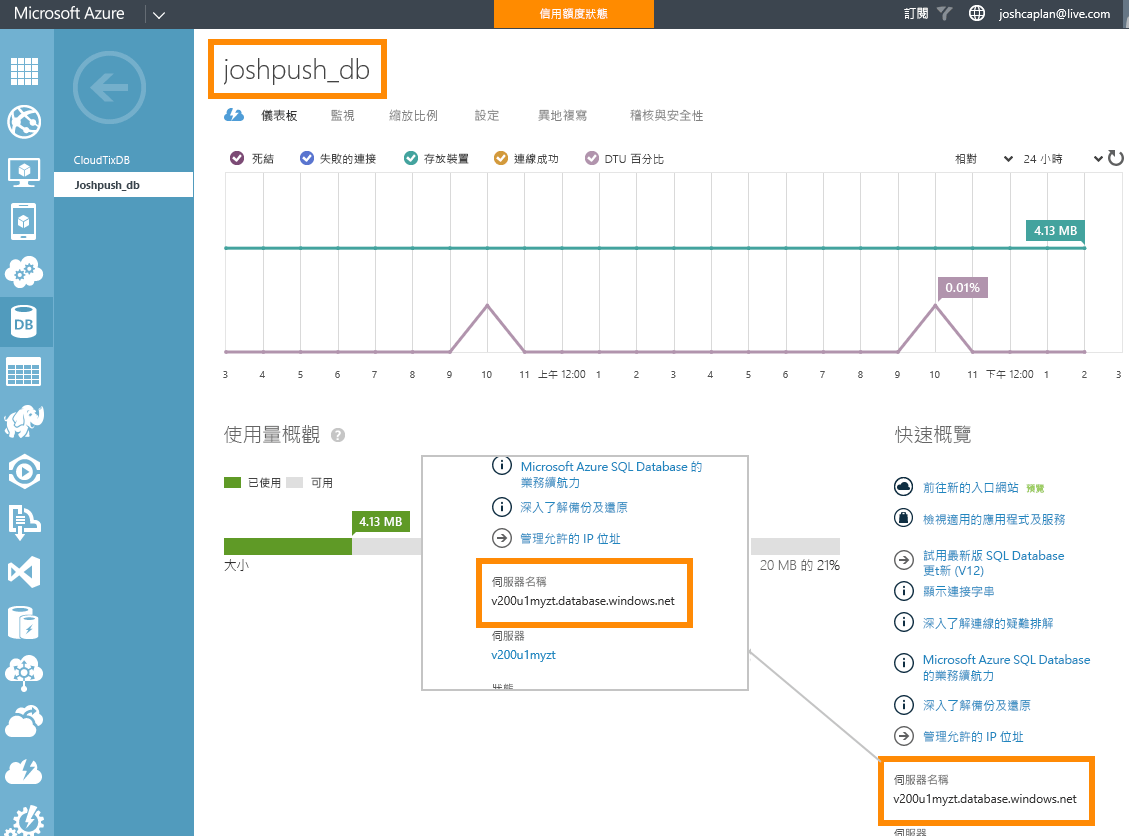 Microsoft Azure
信用額度狀態
訂閱
joshcaplan@live.com
CloudTixDB
Joshpush_db
joshpush_db
儀表板 監視 縮放比例 設定 異地複寫 稽核與安全性
死結 失敗的連接 存放裝置 連線成功 DTU 百分比 相對 24 小時
4.13 MB
0.01%
3 4 5 6 7 8 9 10 11 上午 12:00 1 2 3 4 5 6 7 8 9 10 11 下午 12:00 1 2 3
使用量概觀 ?
已使用 可用
4.13 MB
大小
20 MB 的 21%
Microsoft Azure SQL Database 的
業務續航力
深入了解備份及還原
管理允許的 IP 位址
伺服器名稱
v200u1myzt.database.windows.net
伺服器
v200u1myzt
快速概覽
前往新的入口網站 預覽
檢視適用的應用程式及服務
試用最新版 SQL Database
更t新 (V12)
顯示連接字串
深入了解連線的疑難排解
Microsoft Azure SQL Database
的業務續航力
深入了解備份及還原
管理允許的 IP 位址
伺服器名稱
v200u1myzt.database.windows.net
伺服器
DB